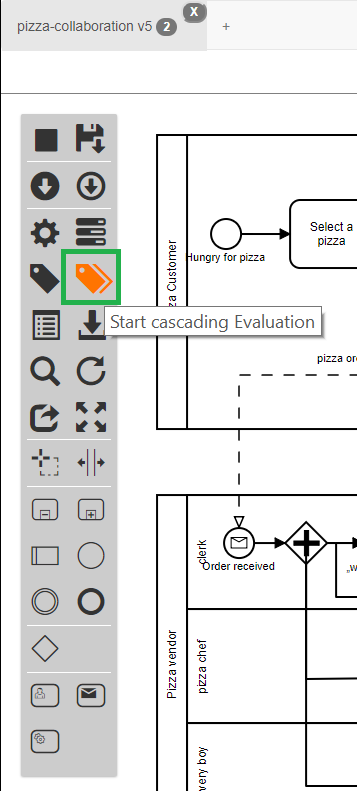 pizza-collaboration v5 2
X
+
Hungry for pizza
Select a
pizza
za Customer
Start cascading Evaluation
pizza or
clerk
Order received
„w
Pizza vendor
pizza chef
very boy